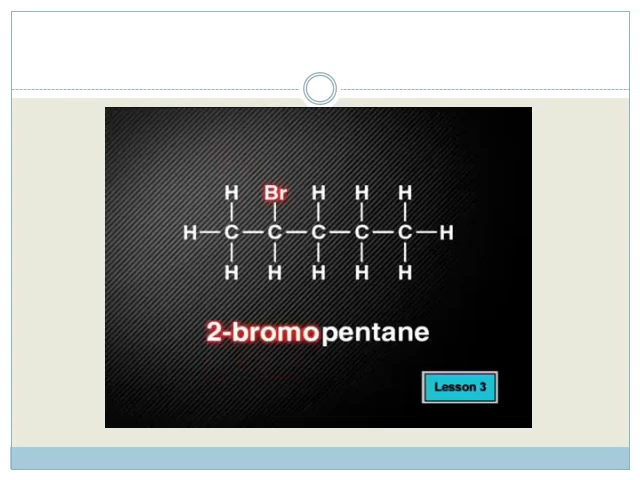 H Br H H H
H—C—C—C—C—C—H
H H H H H
2-bromopentane
Lesson 3